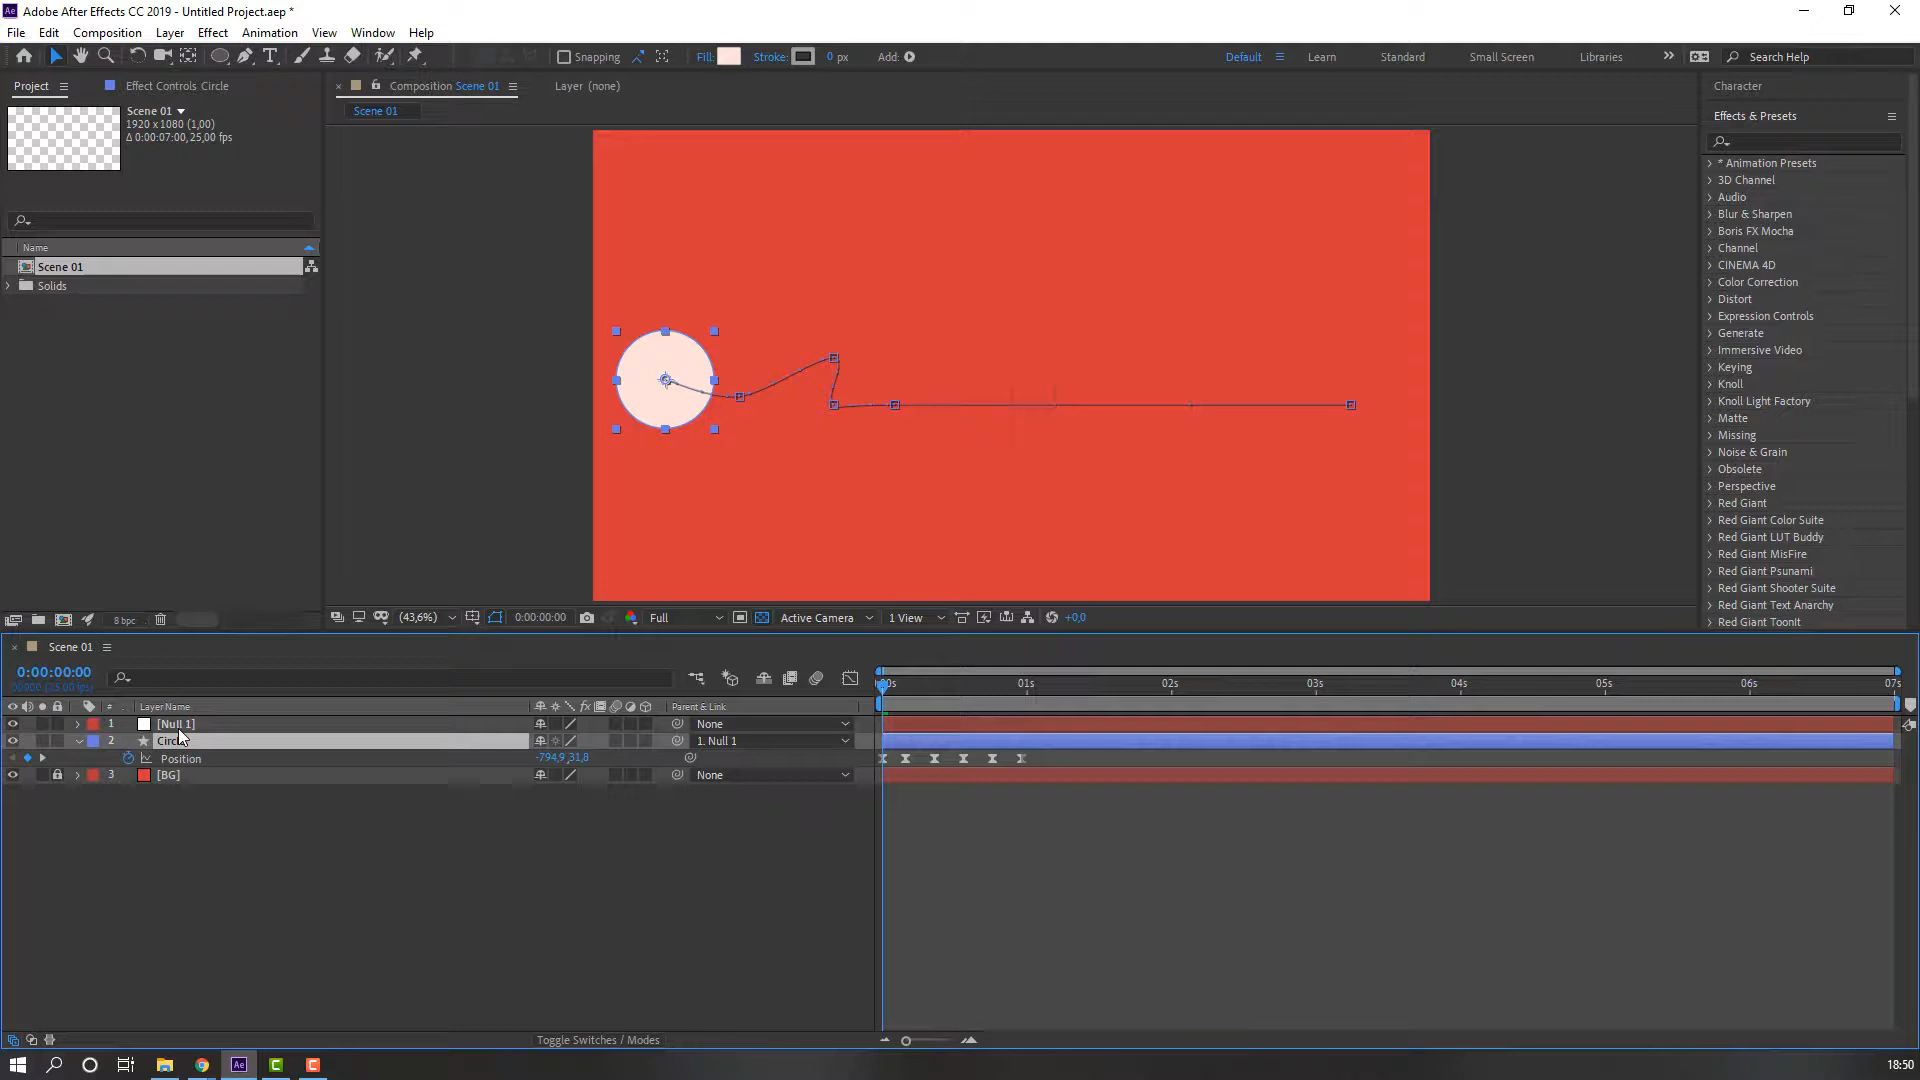 Adobe After Effects CC 2019 - Untitled Project.aep *
File Edit Composition Layer Effect Animation View Window Help
Snapping Fill: Stroke: 0 px Add: Default Learn Standard Small Screen Libraries Search Help
Project Effect Controls Circle
Composition Scene 01 Layer (none)
Character
Scene 01
1920 x 1080 (1,00)
Δ 0:00:07:00, 25,00 fps
Scene 01
Effects & Presets
* Animation Presets
3D Channel
Audio
Blur & Sharpen
Boris FX Mocha
Channel
CINEMA 4D
Color Correction
Distort
Expression Controls
Generate
Immersive Video
Keying
Knoll
Knoll Light Factory
Matte
Missing
Noise & Grain
Obsolete
Perspective
Red Giant
Red Giant Color Suite
Red Giant LUT Buddy
Red Giant MisFire
Red Giant Psunami
Red Giant Shooter Suite
Red Giant Text Anarchy
Red Giant ToonIt
Name
Scene 01
Solids
8 bpc
(43,6%) 0:00:00:00 Full Active Camera 1 View +0,0
Scene 01
0:00:00:00
00000 (25.00 fps)
:00s 01s 02s 03s 04s 05s 06s 07s
# Layer Name Parent & Link
1 [Null 1] None
2 Circle 1. Null 1
Position -794,9,31,8
3 [BG] None
Toggle Switches / Modes
18:50